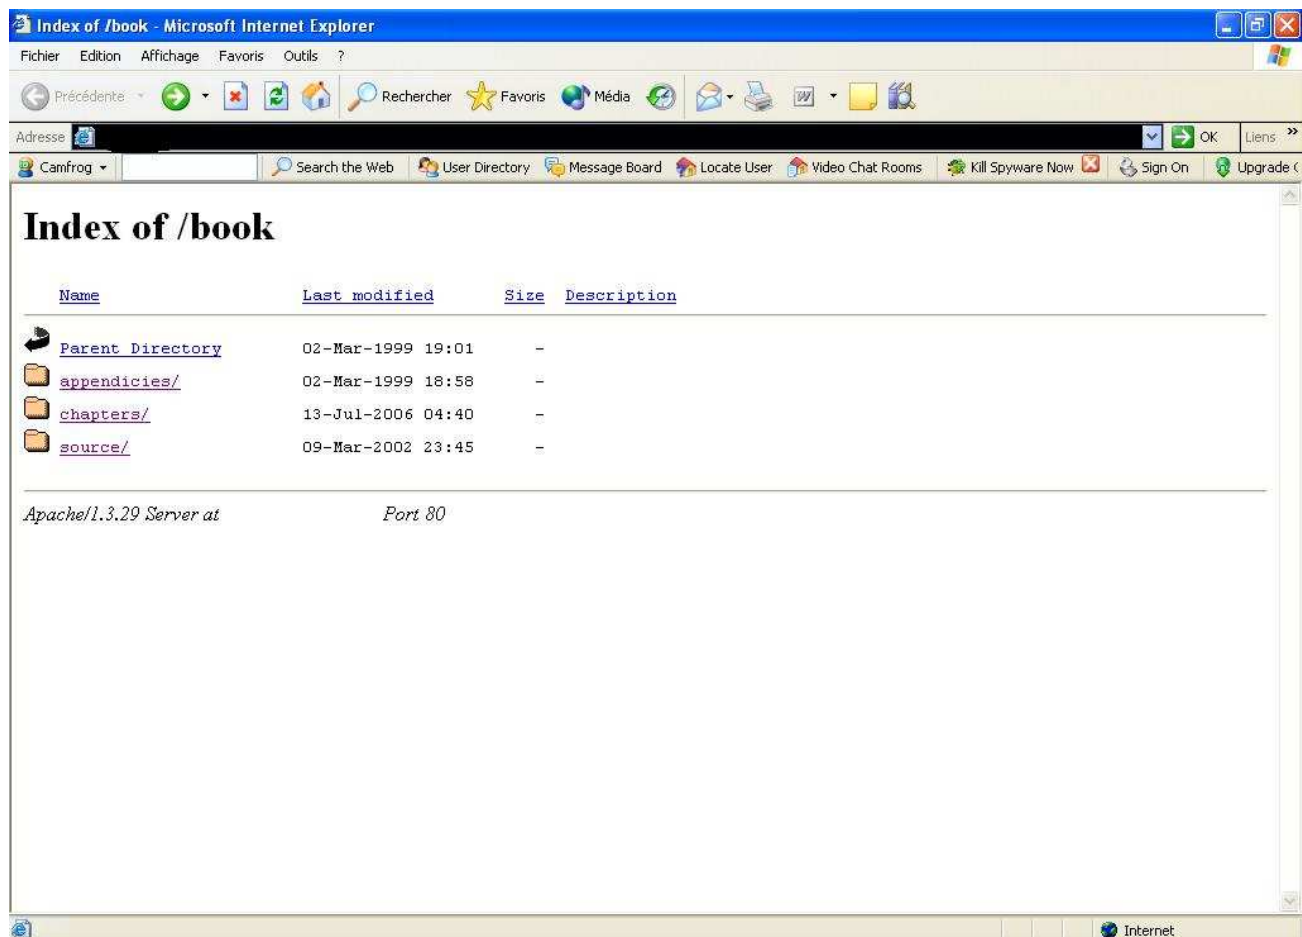 Index of /book - Microsoft Internet Explorer
Fichier Edition Affichage Favoris Outils ?
Précédente Rechercher Favoris Média
Adresse OK Liens »
Camfrog Search the Web User Directory Message Board Locate User Video Chat Rooms Kill Spyware Now Sign On Upgrade
Index of /book
Name Last modified Size Description
Parent Directory 02-Mar-1999 19:01 -
appendicies/ 02-Mar-1999 18:58 -
chapters/ 13-Jul-2006 04:40 -
source/ 09-Mar-2002 23:45 -
Apache/1.3.29 Server at Port 80
Internet